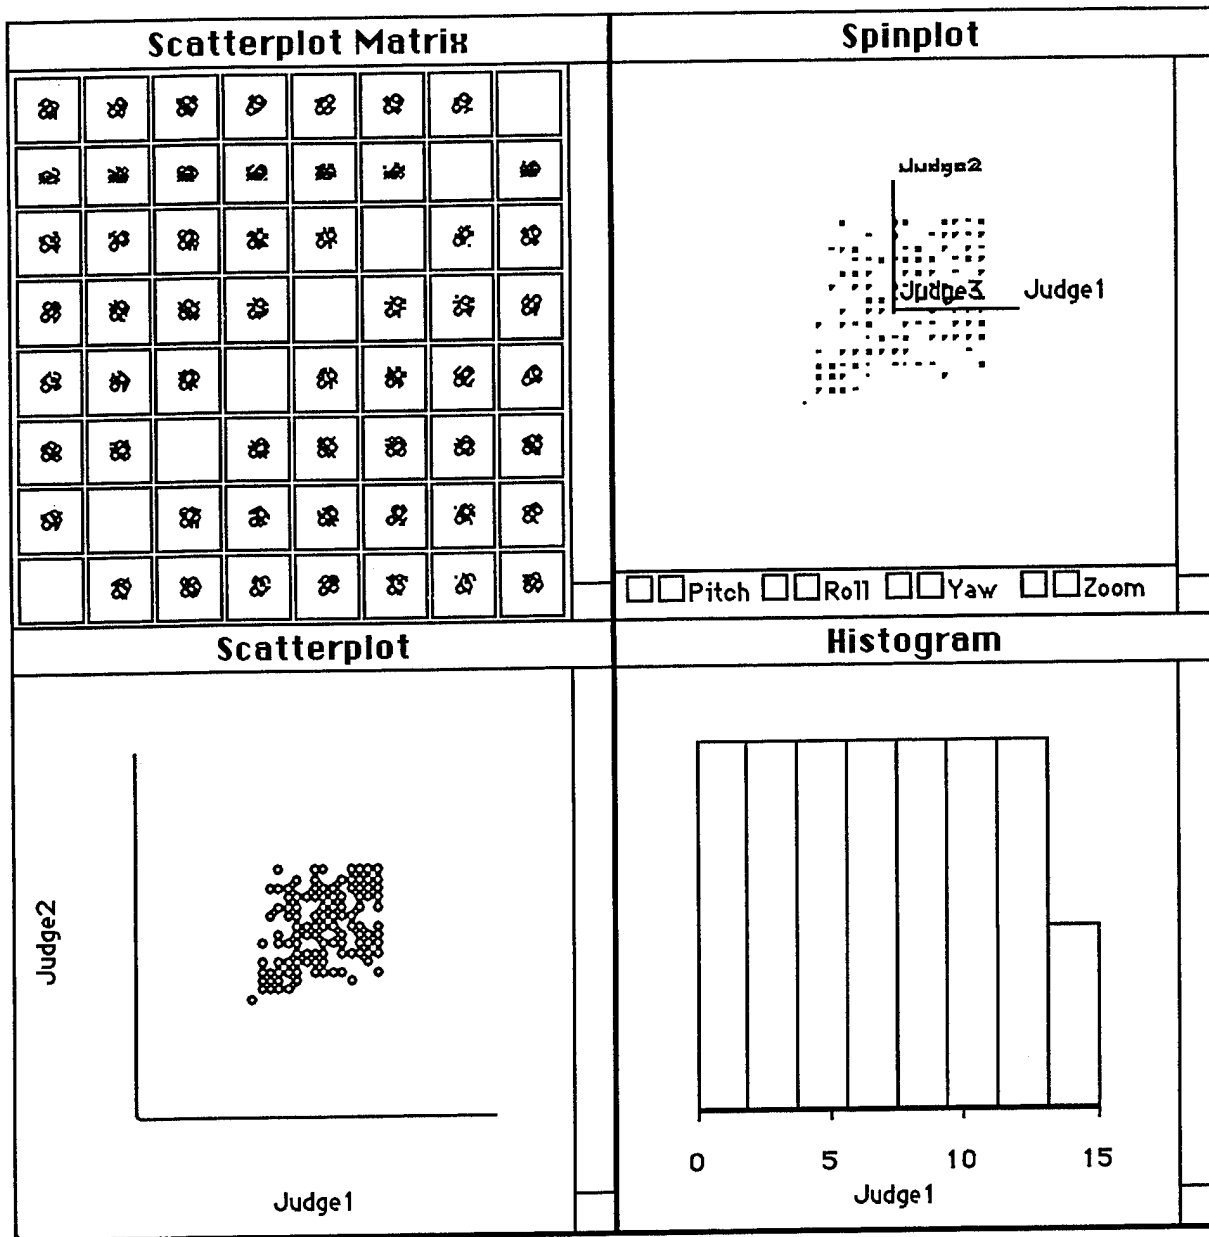 Scatterplot Matrix
Spinplot
Judge2
Judge3
Judge1
Pitch Roll Yaw Zoom
Scatterplot
Histogram
Judge2
Judge1
0 5 10 15
Judge1